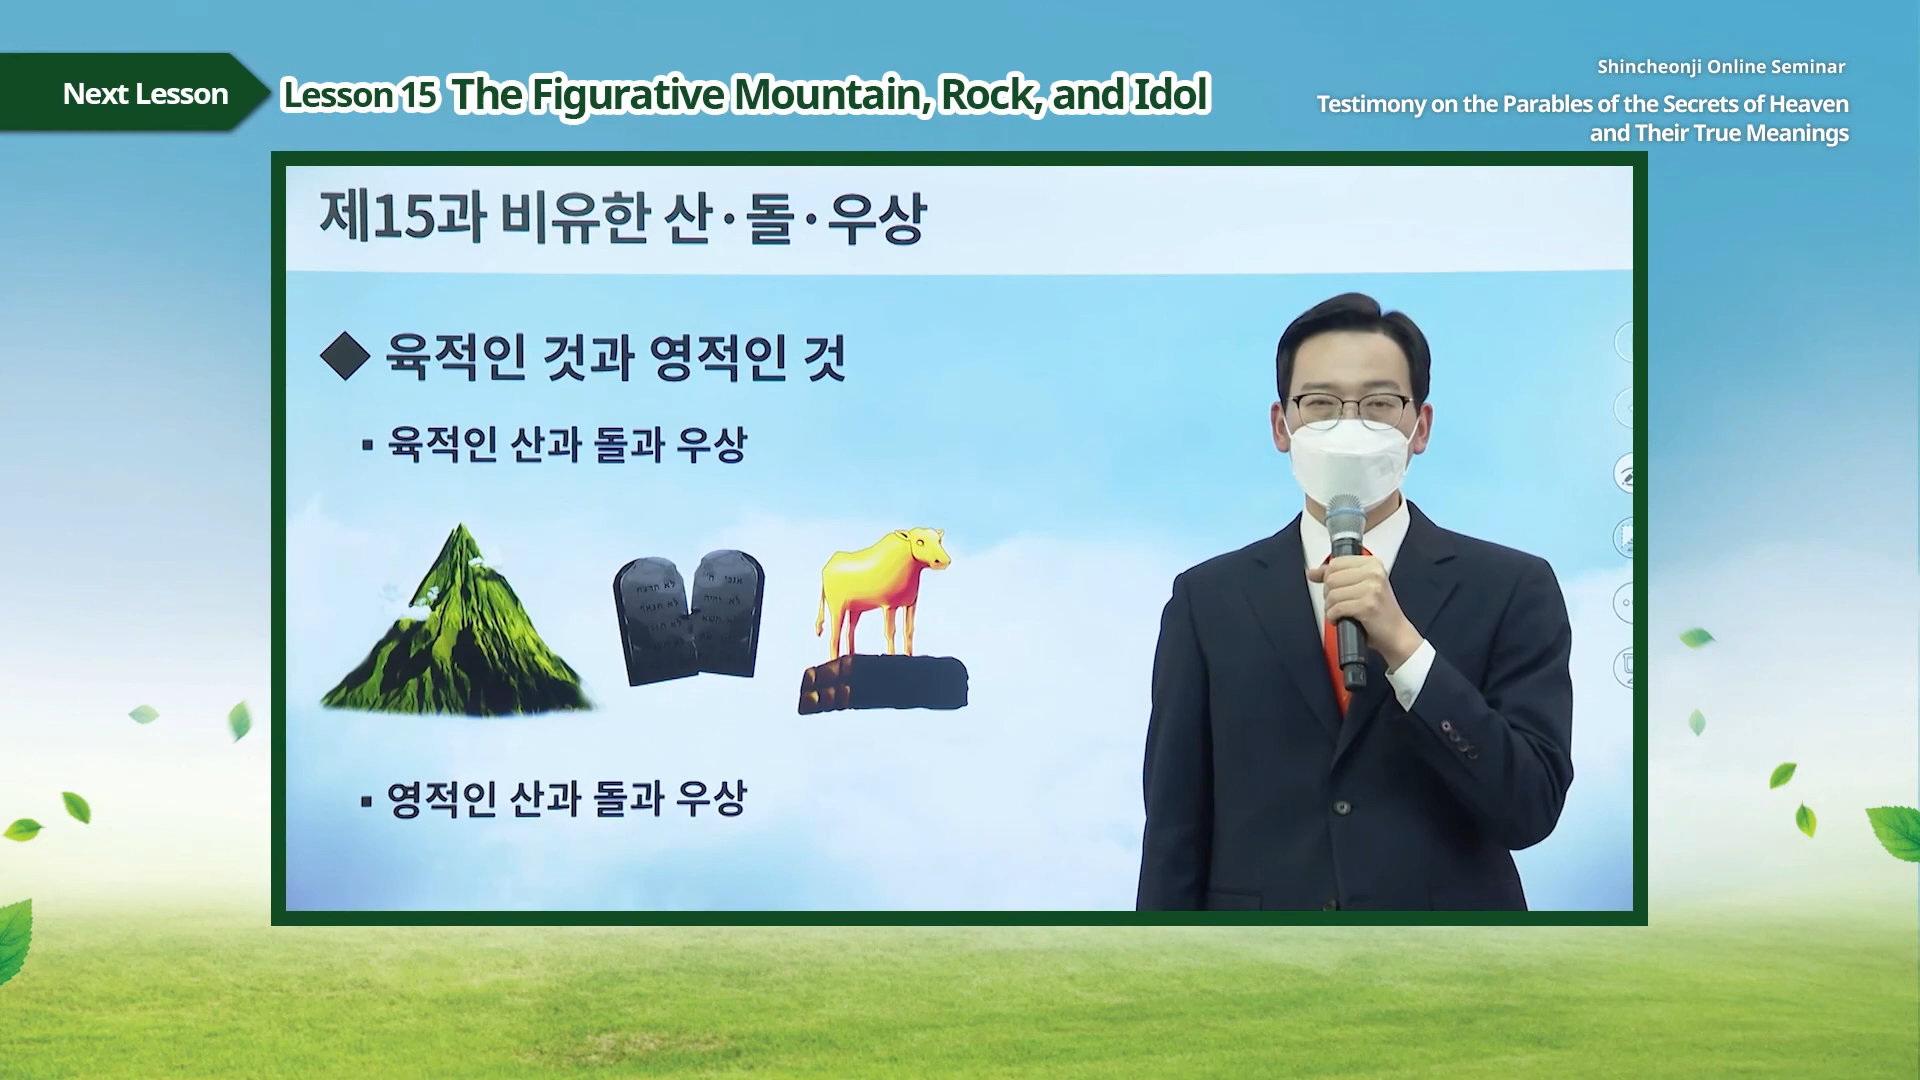 Next Lesson
Lesson 15 The Figurative Mountain, Rock, and Idol
Shincheonji Online Seminar
Testimony on the Parables of the Secrets of Heaven
and Their True Meanings
제15과 비유한 산·돌·우상
◆ 육적인 것과 영적인 것
▪ 육적인 산과 돌과 우상
▪ 영적인 산과 돌과 우상